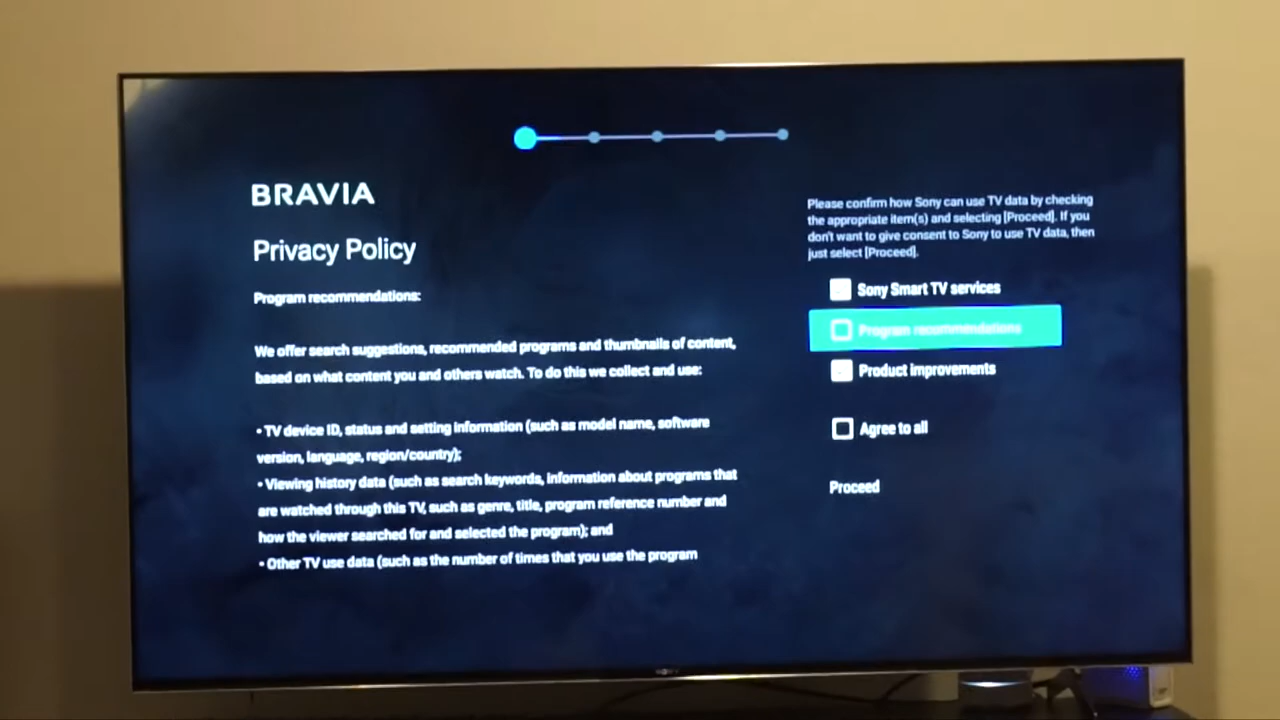 BRAVIA
Privacy Policy
Program recommendations:
We offer search suggestions, recommended programs and thumbnails of content,
based on what content you and others watch. To do this we collect and use:
• TV device ID, status and setting information (such as model name, software
version, language, region/country);
• Viewing history data (such as search keywords, information about programs that
are watched through this TV, such as genre, title, program reference number and
how the viewer searched for and selected the program); and
• Other TV use data (such as the number of times that you use the program
Please confirm how Sony can use TV data by checking
the appropriate item(s) and selecting [Proceed]. If you
don't want to give consent to Sony to use TV data, then
just select [Proceed].
Sony Smart TV services
Program recommendations
Product improvements
Agree to all
Proceed